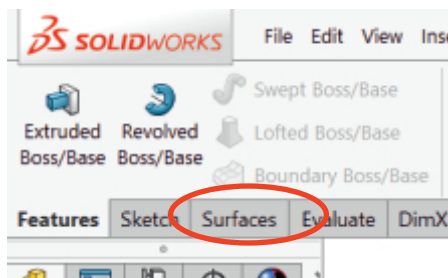 SOLIDWORKS File Edit View
Extruded Boss/Base
Revolved Boss/Base
Swept Boss/Base
Lofted Boss/Base
Boundary Boss/Base
Features Sketch Surfaces Evaluate DimX